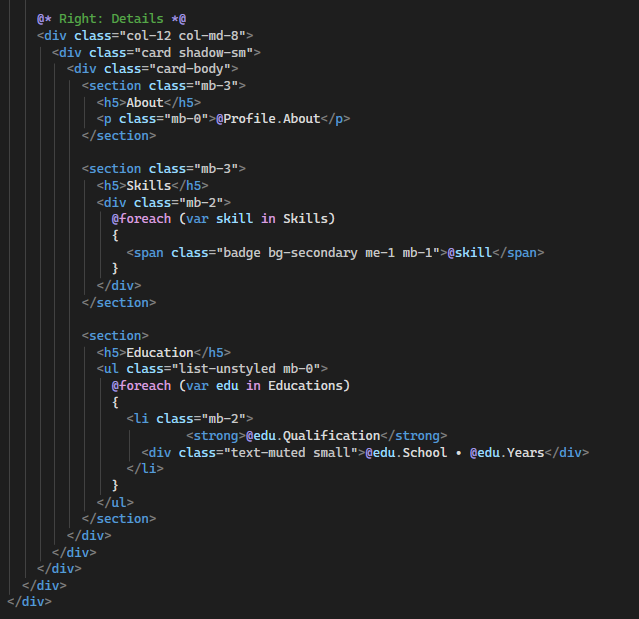 @* Right: Details *@
<div class="col-12 col-md-8">
<div class="card shadow-sm">
<div class="card-body">
<section class="mb-3">
<h5>About</h5>
<p class="mb-0">@Profile.About</p>
</section>
<section class="mb-3">
<h5>Skills</h5>
<div class="mb-2">
@foreach (var skill in Skills)
{
<span class="badge bg-secondary me-1 mb-1">@skill</span>
}
</div>
</section>
<section>
<h5>Education</h5>
<ul class="list-unstyled mb-0">
@foreach (var edu in Educations)
{
<li class="mb-2">
<strong>@edu.Qualification</strong>
<div class="text-muted small">@edu.School • @edu.Years</div>
</li>
}
</ul>
</section>
</div>
</div>
</div>
</div>
</div>